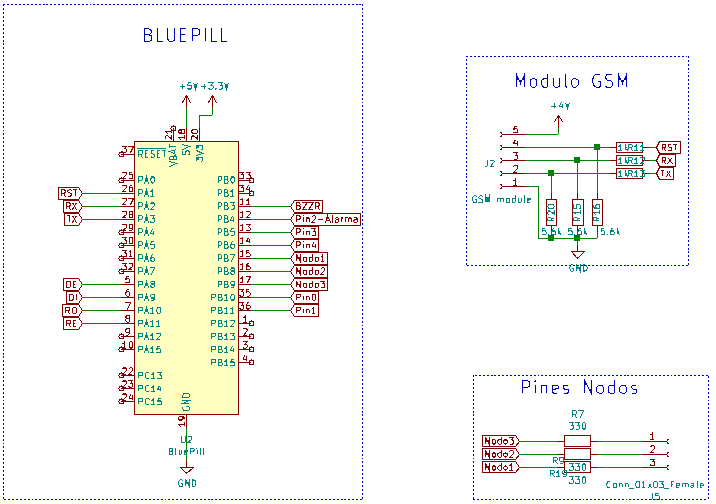 BLUEPILL
+5V +3.3V
21 18 20
VBAT 5V 3V3
37 RESET
25 PA0 PB0 33
RST 26 PA1 PB1 34
RX 27 PA2 PB3 11 BZZR
TX 28 PA3 PB4 12 Pin2-Alarma
29 PA4 PB5 13 Pin3
30 PA5 PB6 14 Pin4
31 PA6 PB7 15 Nodo1
32 PA7 PB8 16 Nodo2
DE 5 PA8 PB9 17 Nodo3
DI 6 PA9 PB10 35 Pin0
RO 7 PA10 PB11 36 Pin1
RE 8 PA11 PB12 1
9 PA12 PB13 2
10 PA15 PB14 3
PB15 4
22 PC13
23 PC14
24 PC15
GND
19
U2
BluePill
GND
Modulo GSM
+4V
5
4 RST
3 RX
2 TX
1
J2
GSM module
R20 R15 R16
5.6k 5.6k 5.6k
GND
Pines Nodos
R7
330
Nodo3 1
Nodo2 2
R9
Nodo1 330 3
R19
330
Conn_01x03_Female
J5